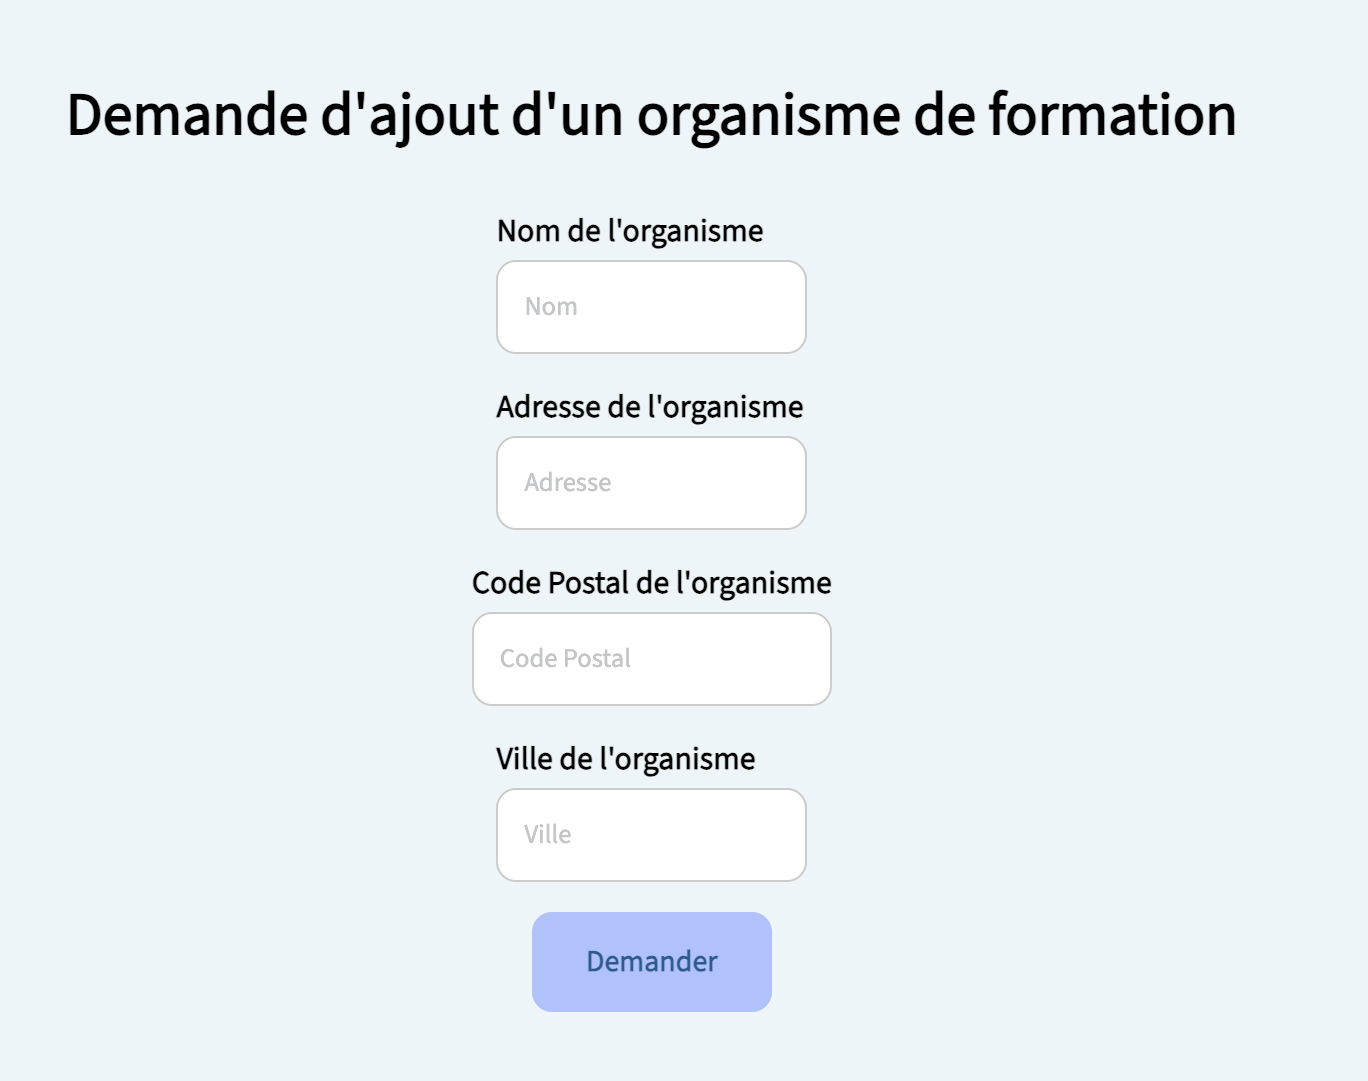 Demande d'ajout d'un organisme de formation
Nom de l'organisme
Nom
Adresse de l'organisme
Adresse
Code Postal de l'organisme
Code Postal
Ville de l'organisme
Ville
Demander